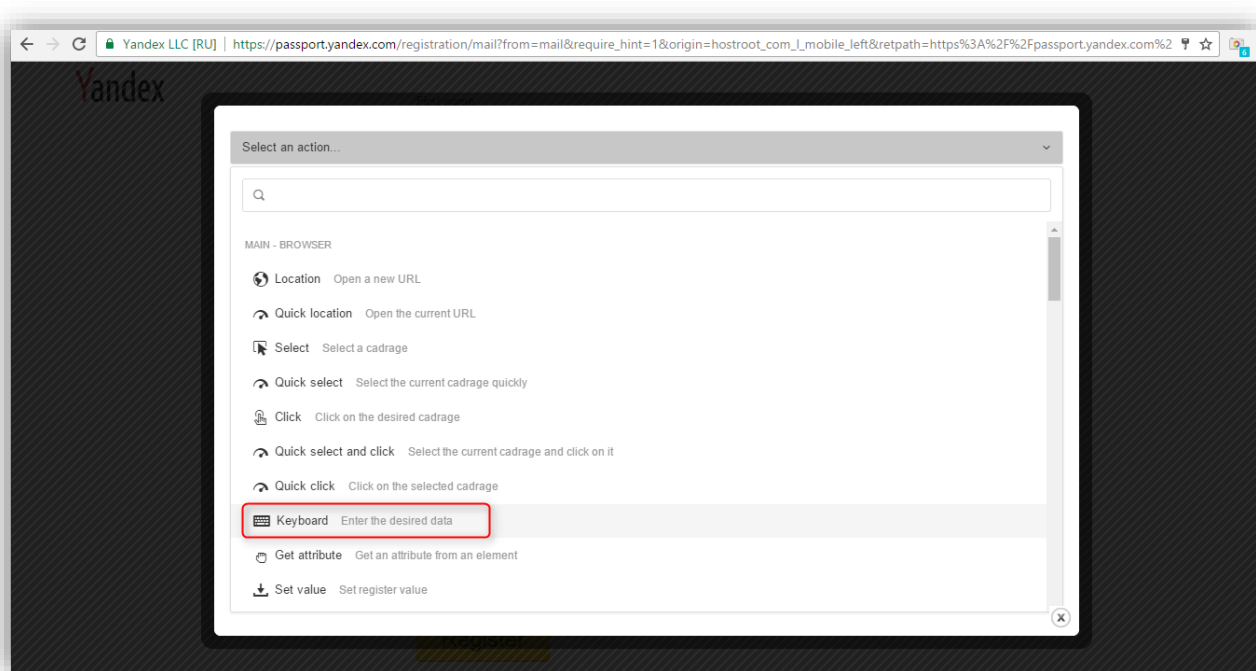 Yandex LLC [RU] | https://passport.yandex.com/registration/mail?from=mail&require_hint=1&origin=hostroot_com_l_mobile_left&retpath=https%3A%2F%2Fpassport.yandex.com%2
6
Yandex
Select an action...
MAIN - BROWSER
Location Open a new URL
Quick location Open the current URL
Select Select a cadrage
Quick select Select the current cadrage quickly
Click Click on the desired cadrage
Quick select and click Select the current cadrage and click on it
Quick click Click on the selected cadrage
Keyboard Enter the desired data
Get attribute Get an attribute from an element
Set value Set register value
Register